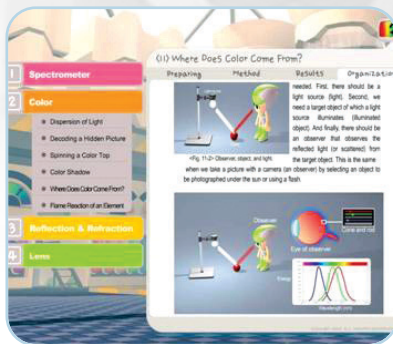 (11) Where Does Color Come From?
Preparing Method Results Organization
1 Spectrometer
2 Color
Dispersion of Light
Decoding a Hidden Picture
Spinning a Color Top
Color Shadow
Where Does Color Come From?
Flame Reaction of an Element
3 Reflection & Refraction
4 Lens
needed. First, there should be a
light source (light). Second, we
need a target object of which a light
source illuminates (illuminated
object). And finally, there should be
an observer that observes the
reflected light (or scattered) from
<Fig. 11-2> Observer, object, and light.
the target object. This is the same
when we take a picture with a camera (an observer) by selecting an object to
be photographed under the sun or using a flash.
Observer
Cone and rod
Eye of observer
Energy
Wavelength (nm)